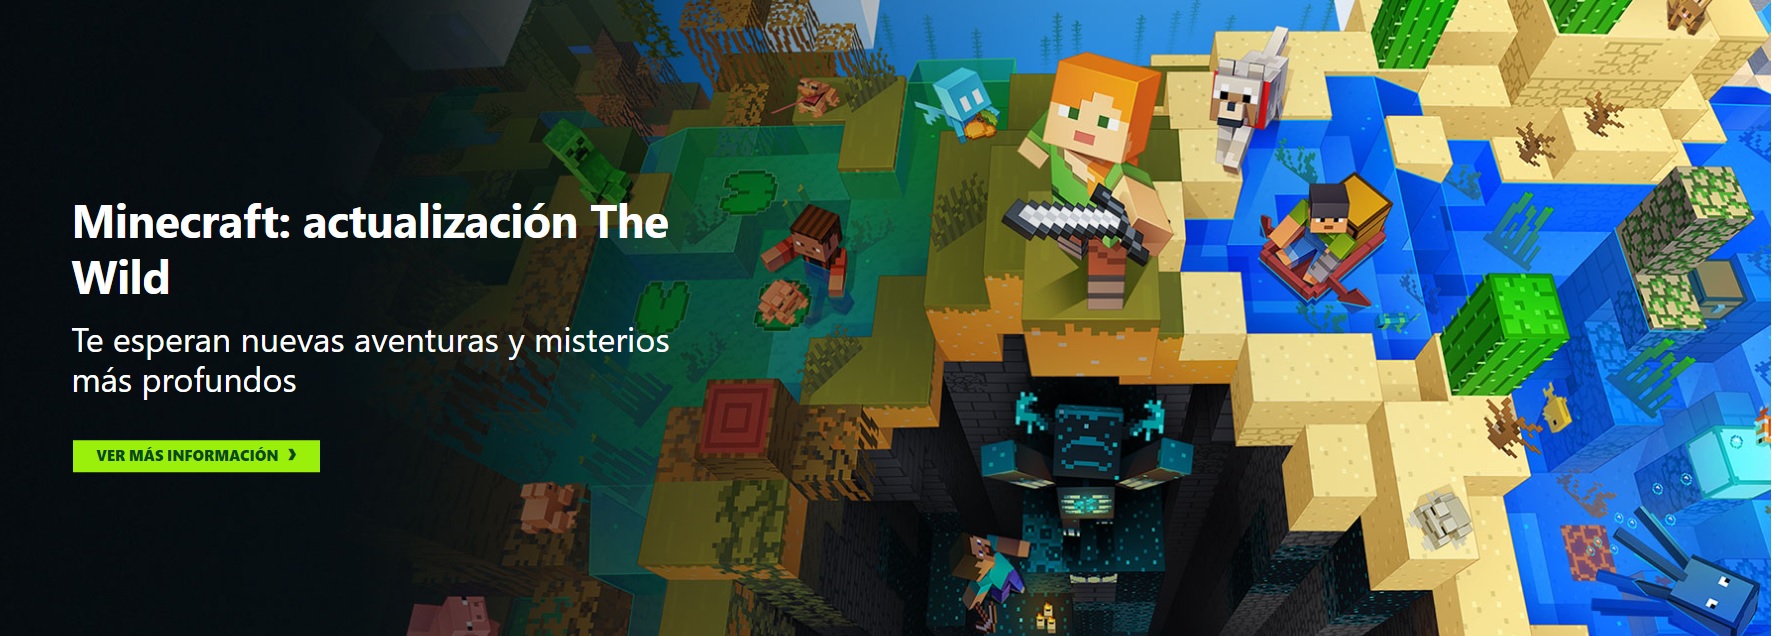 Minecraft: actualización The
Wild
Te esperan nuevas aventuras y misterios
más profundos
VER MÁS INFORMACIÓN ›